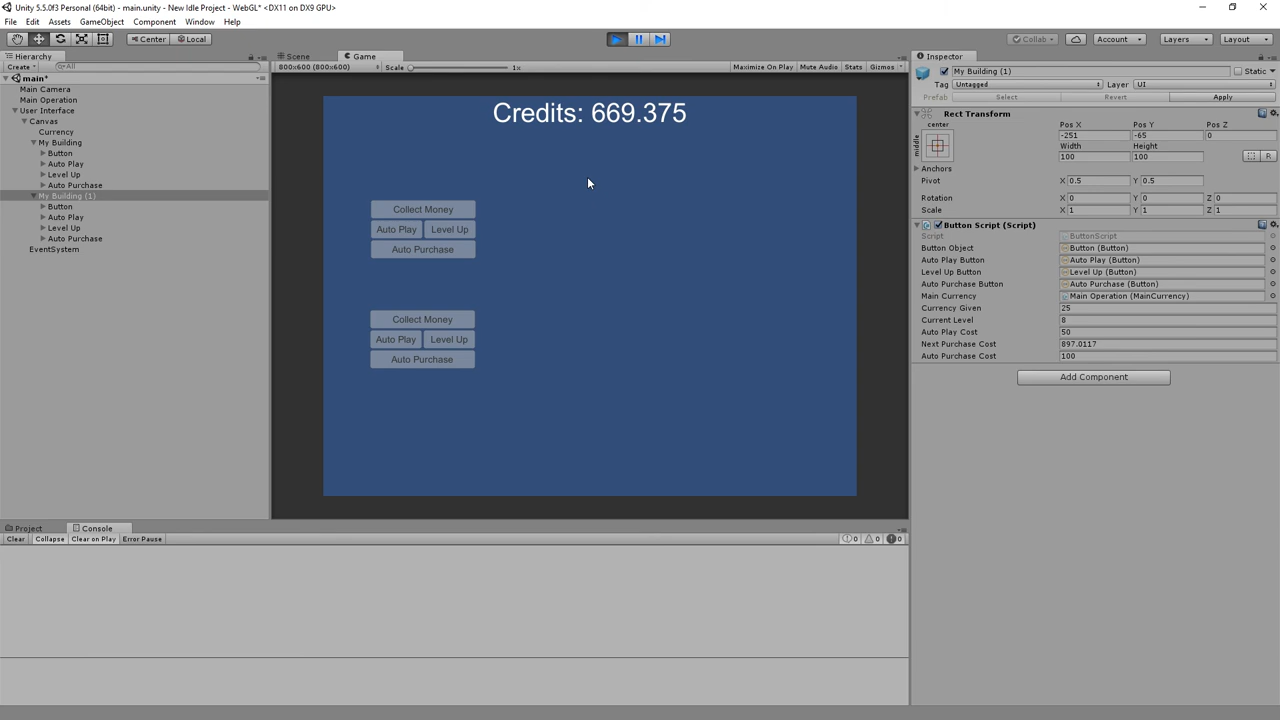 Unity 5.5.0f3 Personal (64bit) - main.unity - New Idle Project - WebGL* <DX11 on DX9 GPU>
File Edit Assets GameObject Component Window Help
Center Local Collab Account Layers Layout
Hierarchy
Create All
main*
Main Camera
Main Operation
User Interface
Canvas
Currency
My Building
Button
Auto Play
Level Up
Auto Purchase
My Building (1)
Button
Auto Play
Level Up
Auto Purchase
EventSystem
Scene Game
800x600 (800x600) Scale 1x Maximize On Play Mute Audio Stats Gizmos
Credits: 669.375
Collect Money
Auto Play Level Up
Auto Purchase
Collect Money
Auto Play Level Up
Auto Purchase
Project Console
Clear Collapse Clear on Play Error Pause 0 0 0
Inspector
My Building (1) Static
Tag Untagged Layer UI
Prefab Select Revert Apply
Rect Transform
center
middle
Pos X Pos Y Pos Z
-251 -65 0
Width Height
100 100
R
Anchors
Pivot X 0.5 Y 0.5
Rotation X 0 Y 0 Z 0
Scale X 1 Y 1 Z 1
Button Script (Script)
Script ButtonScript
Button Object Button (Button)
Auto Play Button Auto Play (Button)
Level Up Button Level Up (Button)
Auto Purchase Button Auto Purchase (Button)
Main Currency Main Operation (MainCurrency)
Currency Given 25
Current Level 8
Auto Play Cost 50
Next Purchase Cost 897.0117
Auto Purchase Cost 100
Add Component